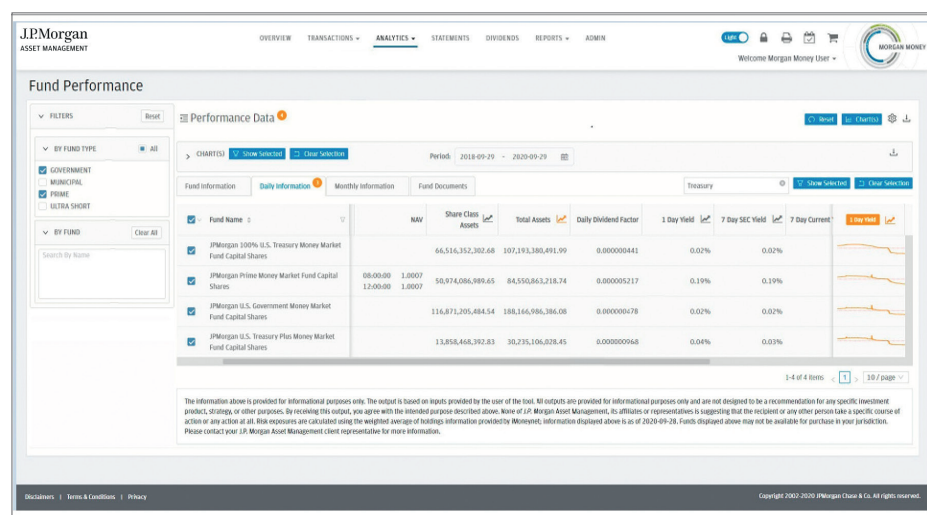 J.P.Morgan
ASSET MANAGEMENT
OVERVIEW TRANSACTIONS ANALYTICS STATEMENTS DIVIDENDS REPORTS ADMIN
Light
Welcome Morgan Money User
MORGAN MONEY
Fund Performance
FILTERS Reset
BY FUND TYPE All
GOVERNMENT
MUNICIPAL
PRIME
ULTRA SHORT
BY FUND Clear All
Search By Name
Performance Data 4
Reset Chart(s)
CHART(S) Show Selected Clear Selection Period: 2018-09-29 ~ 2020-09-29
Fund Information Daily Information Monthly Information Fund Documents Treasury Show Selected Clear Selection
Fund Name NAV Share Class Assets Total Assets Daily Dividend Factor 1 Day Yield 7 Day SEC Yield 7 Day Current 1 Day Yield
JPMorgan 100% U.S. Treasury Money Market
Fund Capital Shares
66,516,352,302.68 107,193,380,491.99 0.000000441 0.02% 0.02%
JPMorgan Prime Money Market Fund Capital
Shares
08:00:00 1.0007
12:00:00 1.0007
50,974,086,989.65 84,550,863,218.74 0.000005217 0.19% 0.19%
JPMorgan U.S. Government Money Market
Fund Capital Shares
116,871,205,484.54 188,166,986,386.08 0.000000478 0.02% 0.02%
JPMorgan U.S. Treasury Plus Money Market
Fund Capital Shares
13,858,468,392.83 30,235,106,028.45 0.000000968 0.04% 0.03%
1-4 of 4 items < 1 > 10 / page
The information above is provided for informational purposes only. The output is based on inputs provided by the user of the tool. All outputs are provided for informational purposes only and are not designed to be a recommendation for any specific investment
product, strategy, or other purposes. By receiving this output, you agree with the intended purpose described above. None of J.P. Morgan Asset Management, its affiliates or representatives is suggesting that the recipient or any other person take a specific course of
action or any action at all. Risk exposures are calculated using the weighted average of holdings information provided by iMoneynet; information displayed above is as of 2020-09-28. Funds displayed above may not be available for purchase in your jurisdiction.
Please contact your J.P. Morgan Asset Management client representative for more information.
Disclaimers | Terms & Conditions | Privacy
Copyright 2002-2020 JPMorgan Chase & Co. All rights reserved.